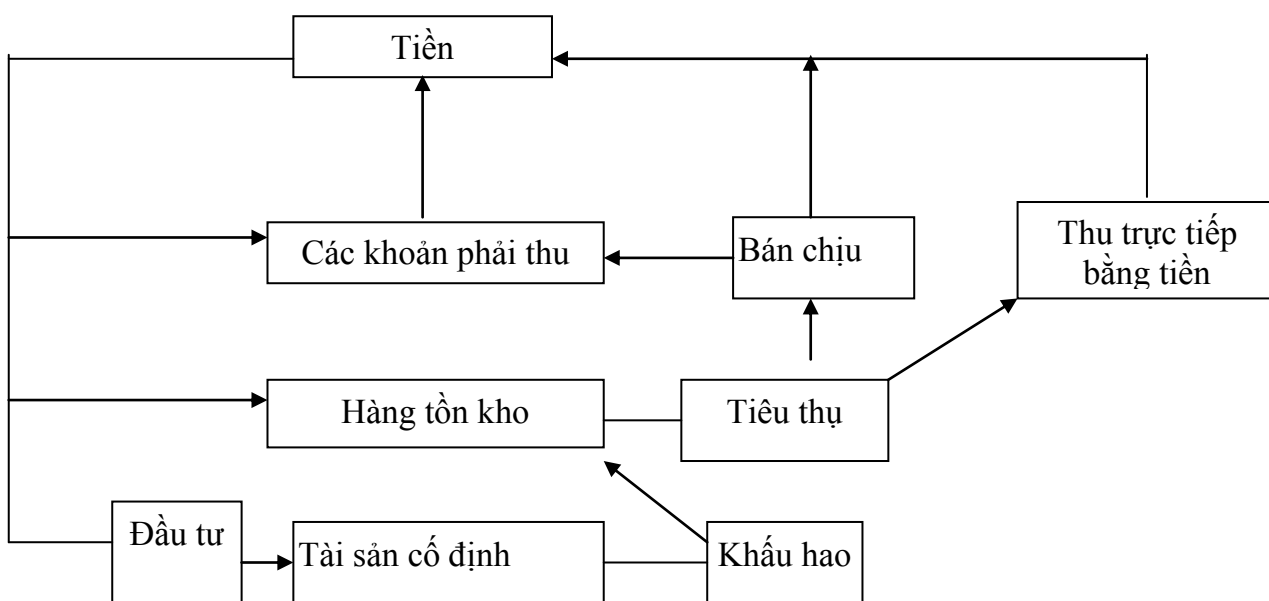 Tiền
Các khoản phải thu
Bán chịu
Thu trực tiếp
bằng tiền
Hàng tồn kho
Tiêu thụ
Đầu tư
Tài sản cố định
Khấu hao